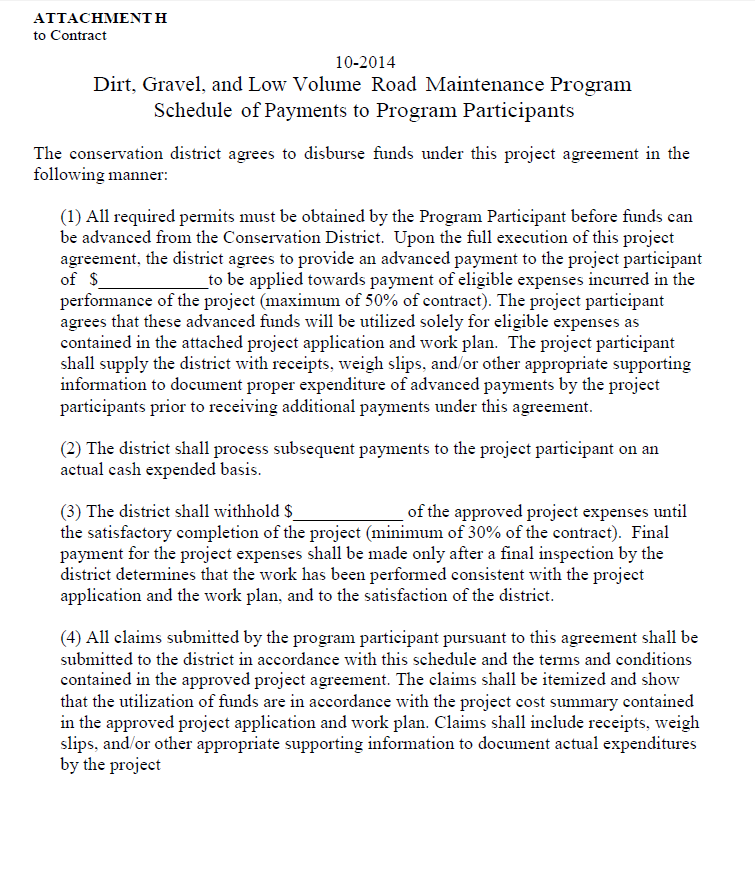 ATTACHMENT H
to Contract
10-2014
Dirt, Gravel, and Low Volume Road Maintenance Program
Schedule of Payments to Program Participants
The conservation district agrees to disburse funds under this project agreement in the
following manner:
(1) All required permits must be obtained by the Program Participant before funds can
be advanced from the Conservation District. Upon the full execution of this project
agreement, the district agrees to provide an advanced payment to the project participant
of $____________to be applied towards payment of eligible expenses incurred in the
performance of the project (maximum of 50% of contract). The project participant
agrees that these advanced funds will be utilized solely for eligible expenses as
contained in the attached project application and work plan. The project participant
shall supply the district with receipts, weigh slips, and/or other appropriate supporting
information to document proper expenditure of advanced payments by the project
participants prior to receiving additional payments under this agreement.
(2) The district shall process subsequent payments to the project participant on an
actual cash expended basis.
(3) The district shall withhold $____________ of the approved project expenses until
the satisfactory completion of the project (minimum of 30% of the contract). Final
payment for the project expenses shall be made only after a final inspection by the
district determines that the work has been performed consistent with the project
application and the work plan, and to the satisfaction of the district.
(4) All claims submitted by the program participant pursuant to this agreement shall be
submitted to the district in accordance with this schedule and the terms and conditions
contained in the approved project agreement. The claims shall be itemized and show
that the utilization of funds are in accordance with the project cost summary contained
in the approved project application and work plan. Claims shall include receipts, weigh
slips, and/or other appropriate supporting information to document actual expenditures
by the project